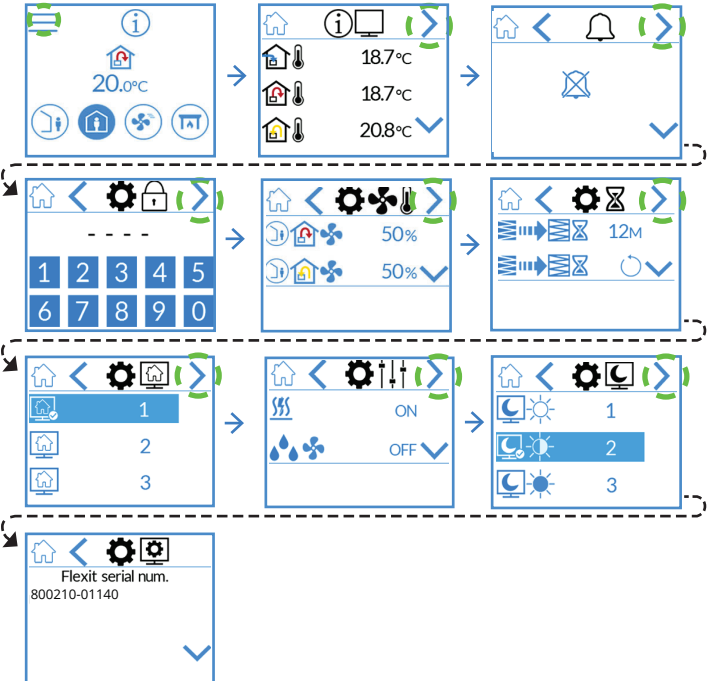 20.0°C
18.7°C
18.7°C
20.8°C
- - - -
1 2 3 4 5
6 7 8 9 0
50%
50%
12M
1
2
3
ON
OFF
1
2
3
Flexit serial num.
800210-01140